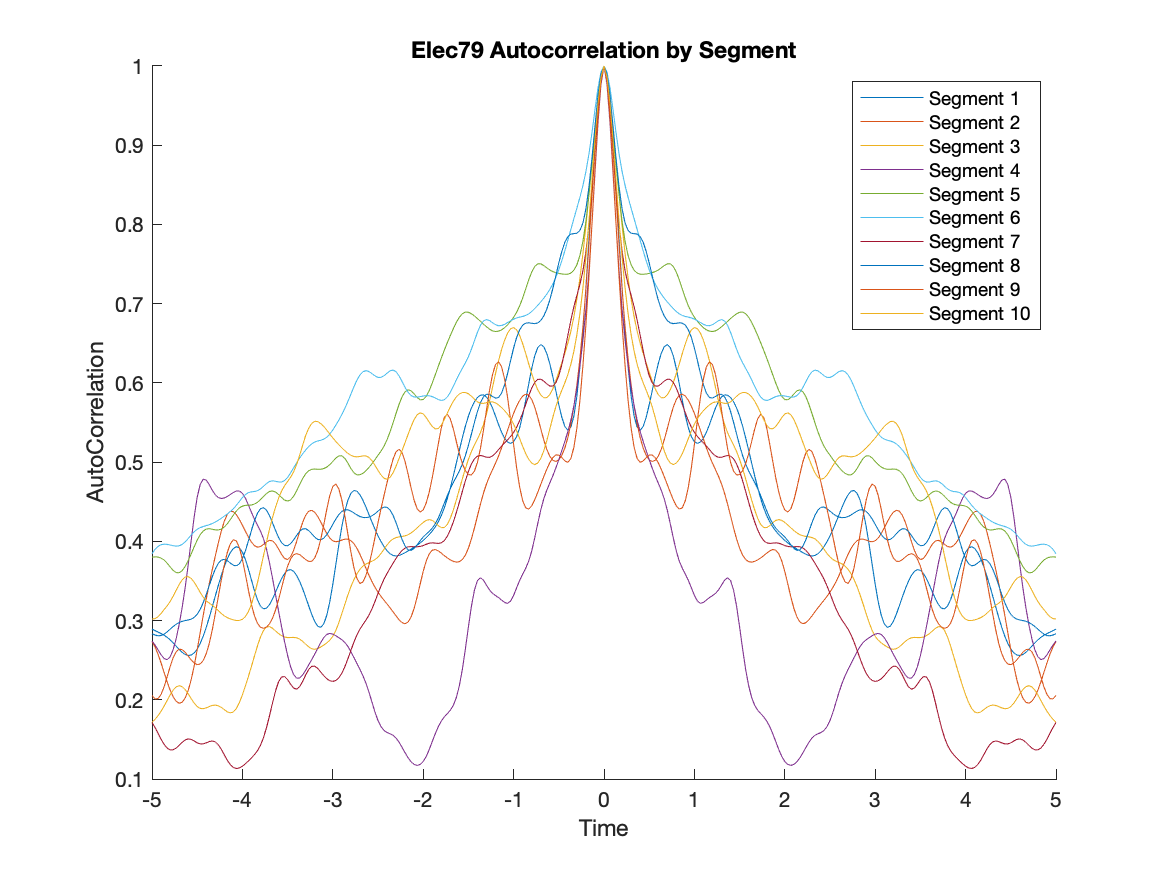 Elec79 Autocorrelation by Segment
1
0.9
0.8
0.7
0.6
0.5
0.4
0.3
0.2
0.1
AutoCorrelation
Segment 1
Segment 2
Segment 3
Segment 4
Segment 5
Segment 6
Segment 7
Segment 8
Segment 9
Segment 10
-5 -4 -3 -2 -1 0 1 2 3 4 5
Time